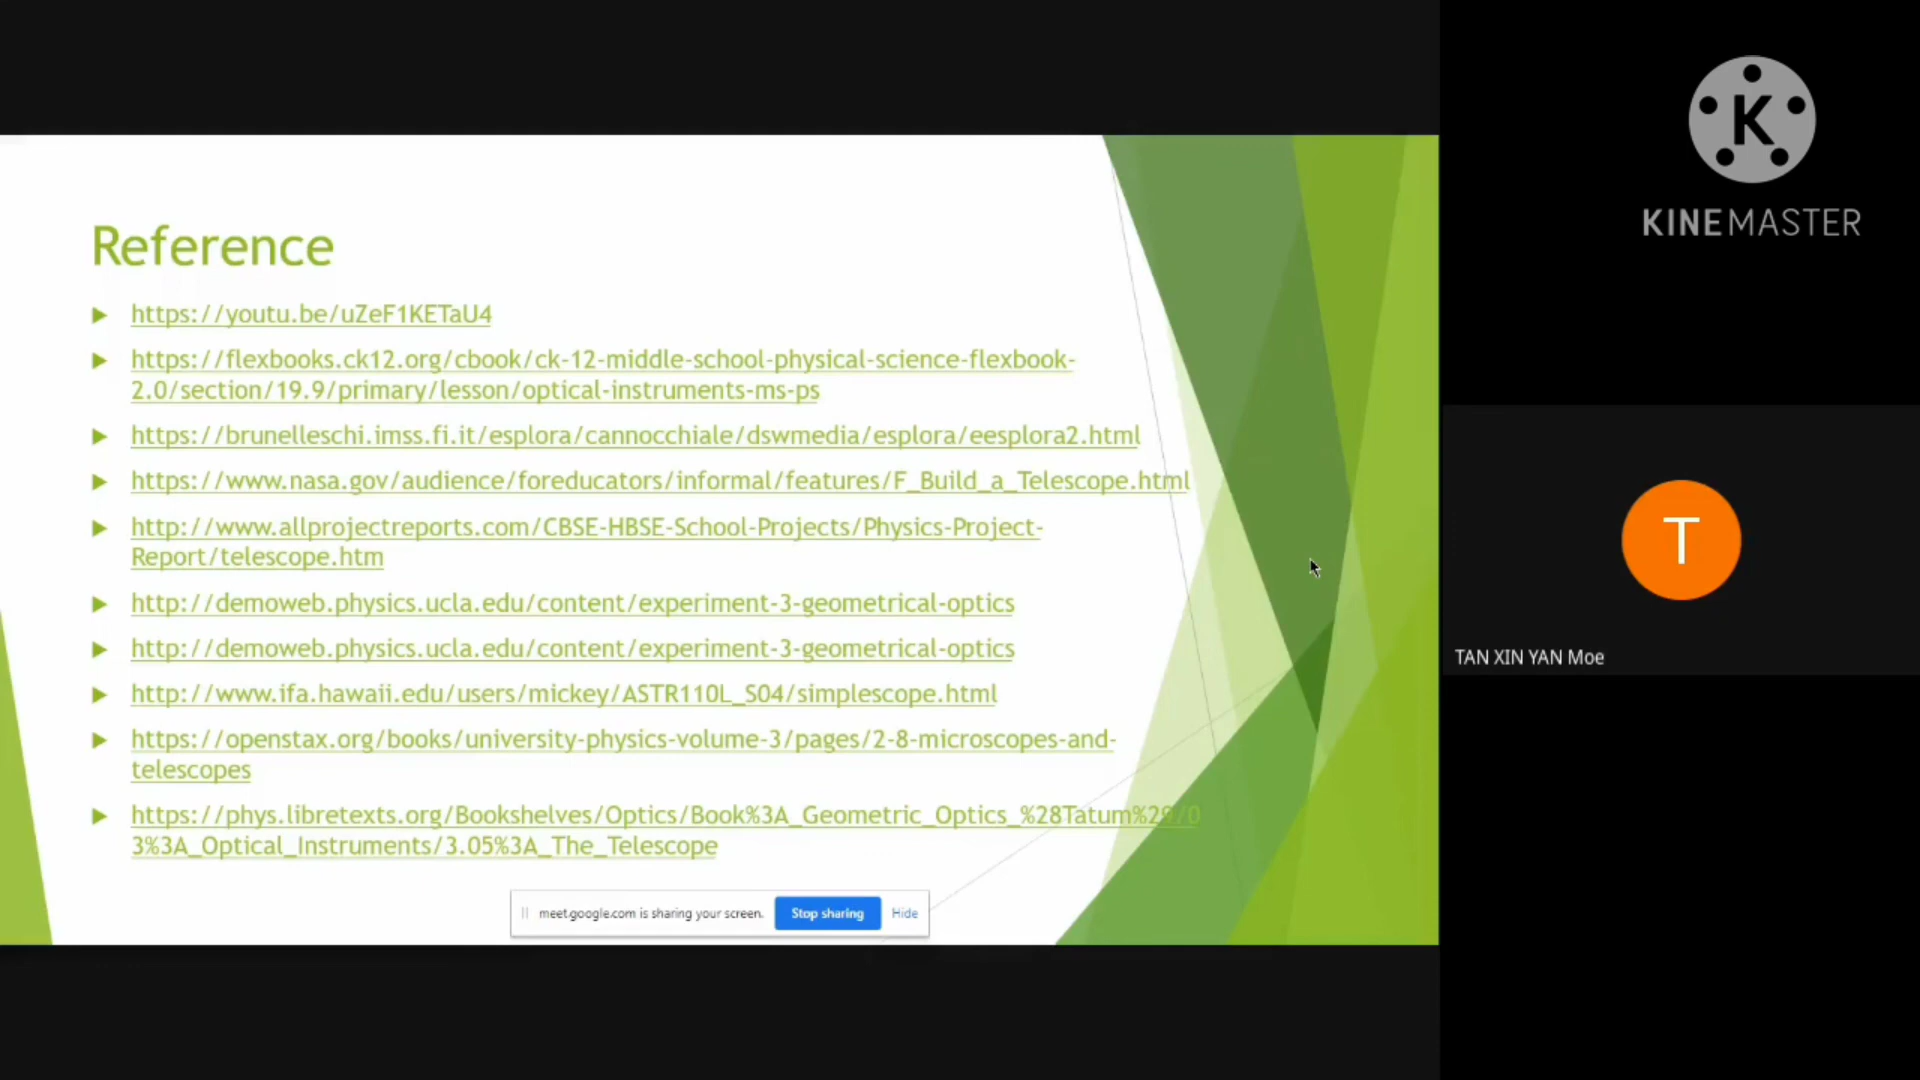 Reference
https://youtu.be/uZeF1KETaU4
https://flexbooks.ck12.org/cbook/ck-12-middle-school-physical-science-flexbook-
2.0/section/19.9/primary/lesson/optical-instruments-ms-ps
https://brunelleschi.imss.fi.it/esplora/cannocchiale/dswmedia/esplora/eesplora2.html
https://www.nasa.gov/audience/foreducators/informal/features/F_Build_a_Telescope.html
http://www.allprojectreports.com/CBSE-HBSE-School-Projects/Physics-Project-
Report/telescope.htm
http://demoweb.physics.ucla.edu/content/experiment-3-geometrical-optics
http://demoweb.physics.ucla.edu/content/experiment-3-geometrical-optics
http://www.ifa.hawaii.edu/users/mickey/ASTR110L_S04/simplescope.html
https://openstax.org/books/university-physics-volume-3/pages/2-8-microscopes-and-
telescopes
https://phys.libretexts.org/Bookshelves/Optics/Book%3A_Geometric_Optics_%28Tatum%29/0
3%3A_Optical_Instruments/3.05%3A_The_Telescope
meet.google.com is sharing your screen. Stop sharing Hide
K
KINEMASTER
T
TAN XIN YAN Moe